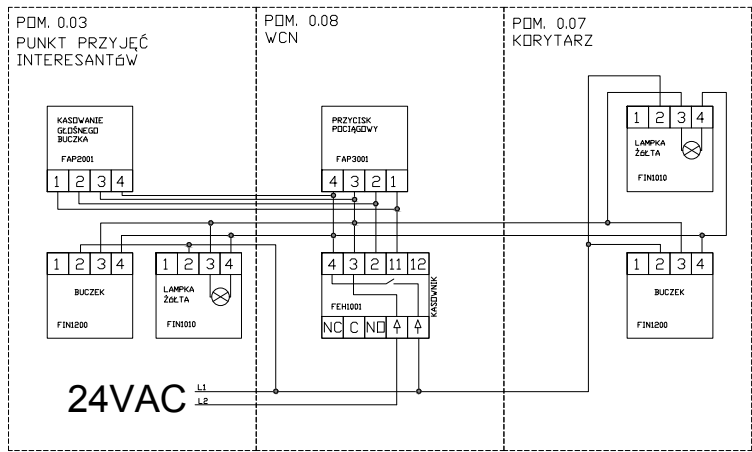 POM. 0.03
PUNKT PRZYJĘĆ
INTERESANTÓW
POM. 0.08
WCN
POM. 0.07
KORYTARZ
KASOWANIE
GŁOŚNEGO
BUCZKA
FAP2001
1 2 3 4
PRZYCISK
POCIĄGOWY
FAP3001
4 3 2 1
1 2 3 4
LAMPKA
ŻÓŁTA
FIN1010
1 2 3 4
BUCZEK
FIN1200
1 2 3 4
LAMPKA
ŻÓŁTA
FIN1010
4 3 2 11 12
FEH1001
NC C NO
KASOWNIK
1 2 3 4
BUCZEK
FIN1200
24VAC
L1
L2